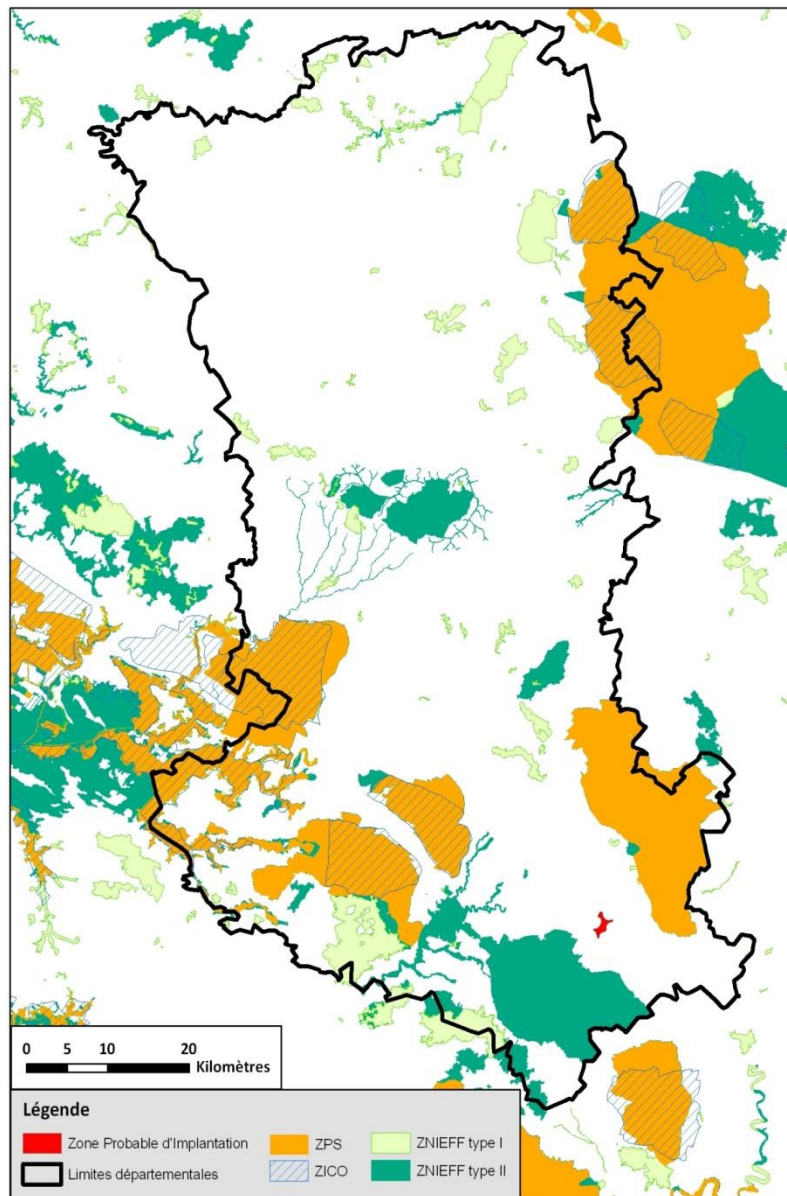 0 5 10 20
Kilomètres
Légende
Zone Probable d'Implantation ZPS ZNIEFF type I
Limites départementales ZICO ZNIEFF type II